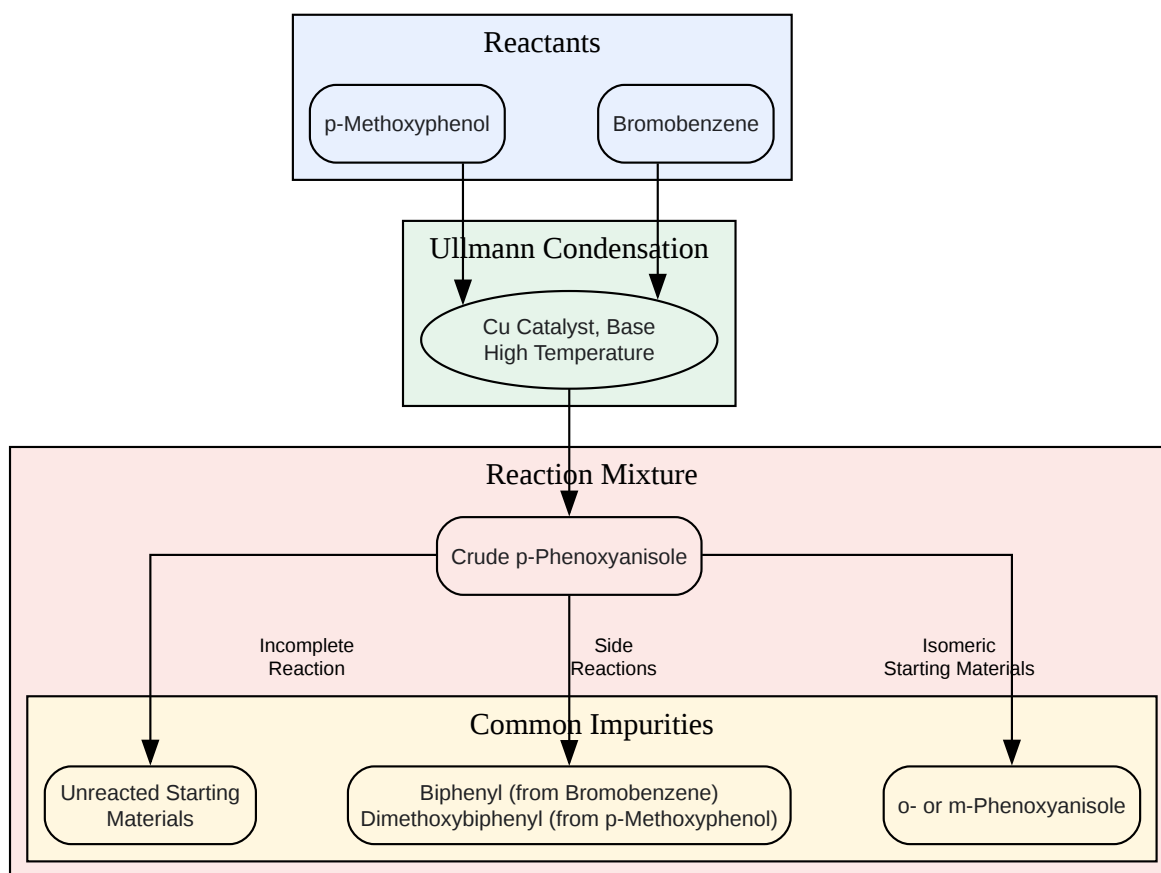 Reactants
p-Methoxyphenol
Bromobenzene
Ullmann Condensation
Cu Catalyst, Base
High Temperature
Reaction Mixture
Crude p-Phenoxyanisole
Incomplete
Reaction
Side
Reactions
Isomeric
Starting Materials
Common Impurities
Unreacted Starting
Materials
Biphenyl (from Bromobenzene)
Dimethoxybiphenyl (from p-Methoxyphenol)
o- or m-Phenoxyanisole